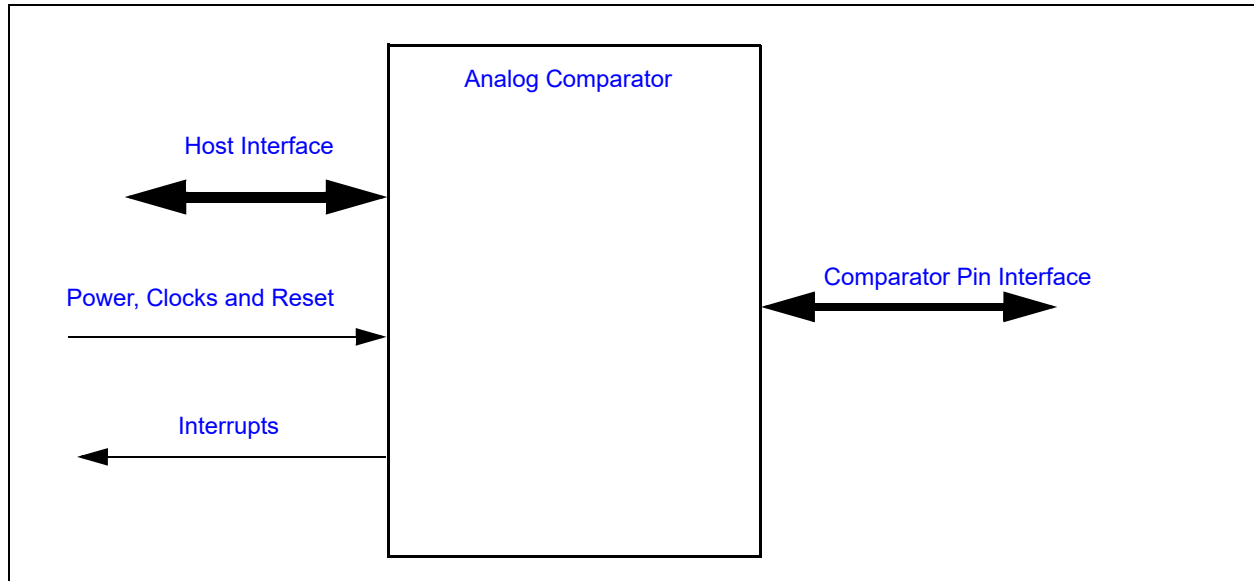 Analog Comparator
Host Interface
Comparator Pin Interface
Power, Clocks and Reset
Interrupts